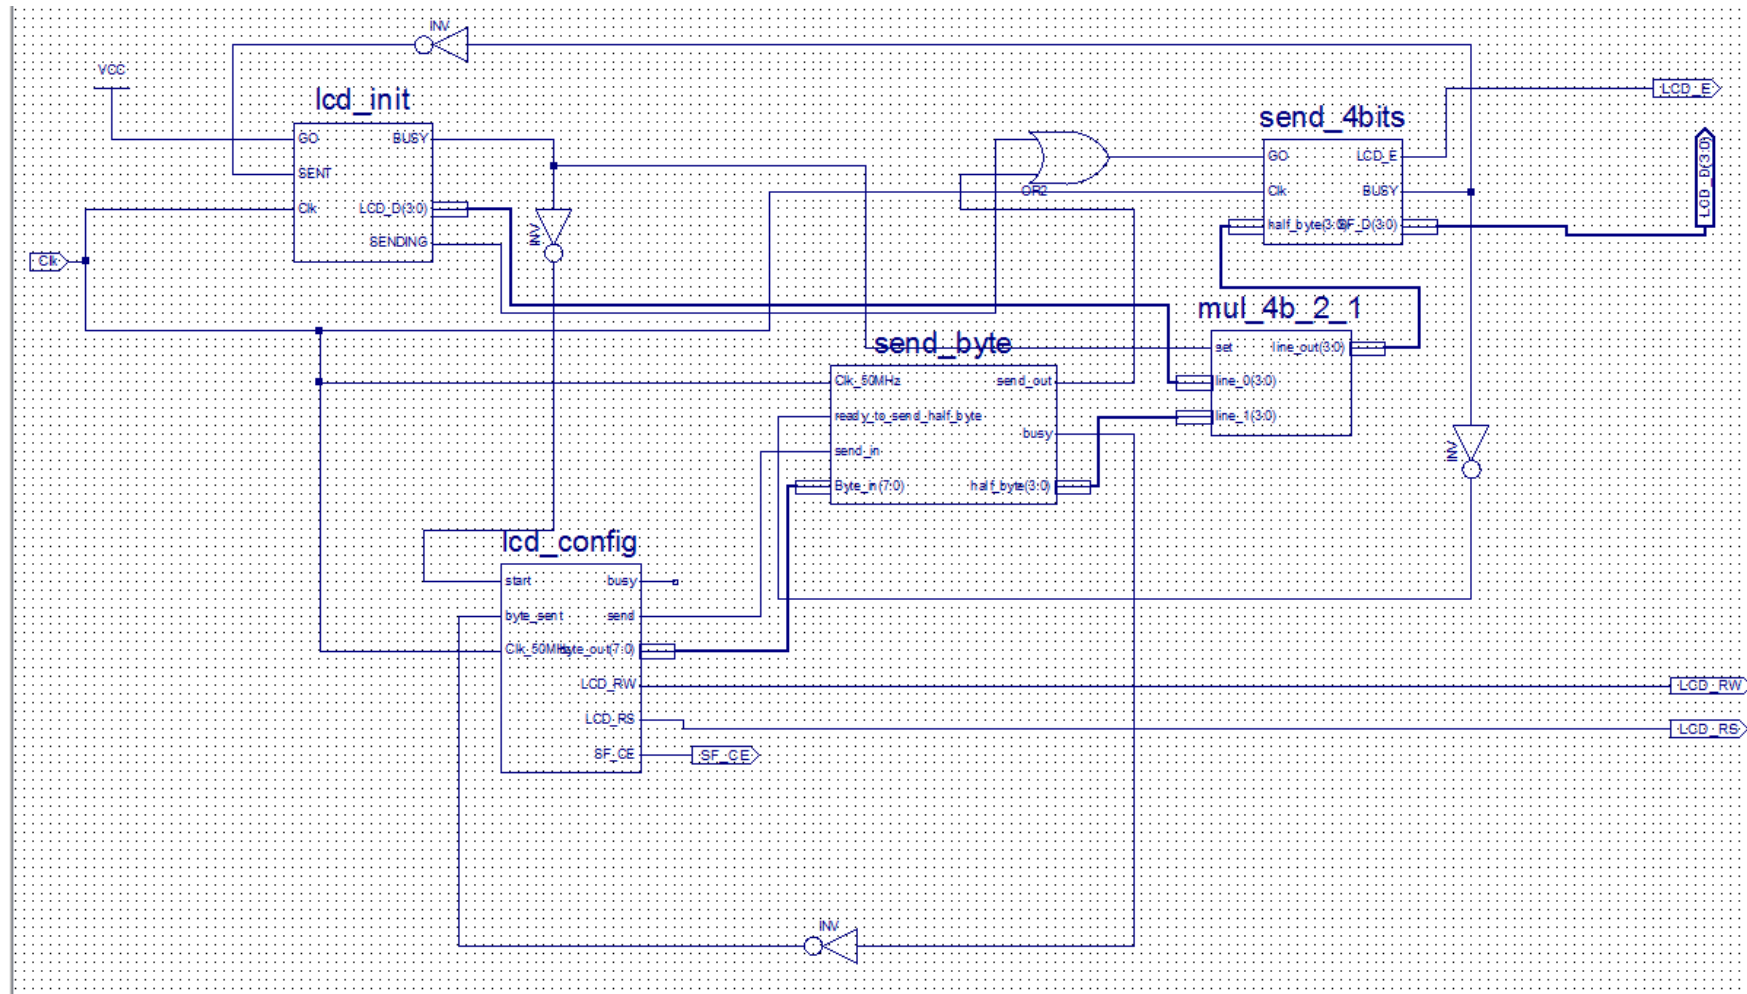 INV
VCC
lcd_init
GO
BUSY
SENT
Clk
LCD_D(3:0)
SENDING
Clk
INV
OR2
send_4bits
GO
LCD_E
Clk
BUSY
half_byte(3:0)
SF_D(3:0)
LCD_E
LCD_D(3:0)
mul_4b_2_1
set
line_out(3:0)
line_0(3:0)
line_1(3:0)
send_byte
Clk_50MHz
send_out
ready_to_send_half_byte
busy
send_in
Byte_in(7:0)
half_byte(3:0)
INV
lcd_config
start
busy
byte_sent
send
Clk_50MHz
byte_out(7:0)
LCD_RW
LCD_RS
SF_CE
SF_CE
LCD_RW
LCD_RS
INV